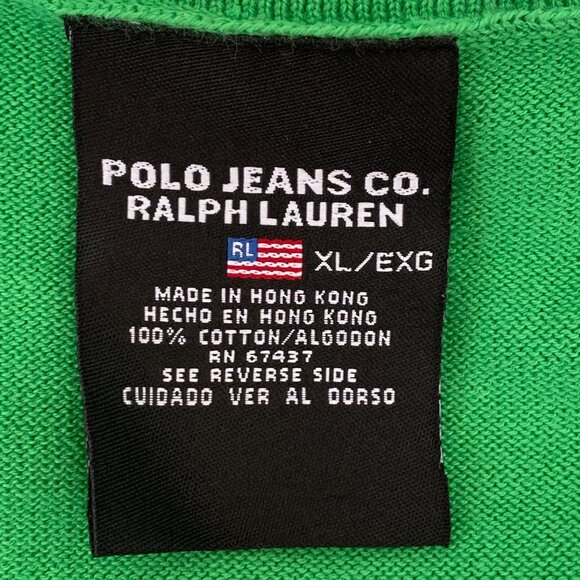 POLO JEANS CO.
RALPH LAUREN
RL XL/EXG
MADE IN HONG KONG
HECHO EN HONG KONG
100% COTTON/ALGODON
RN 67437
SEE REVERSE SIDE
CUIDADO VER AL DORSO